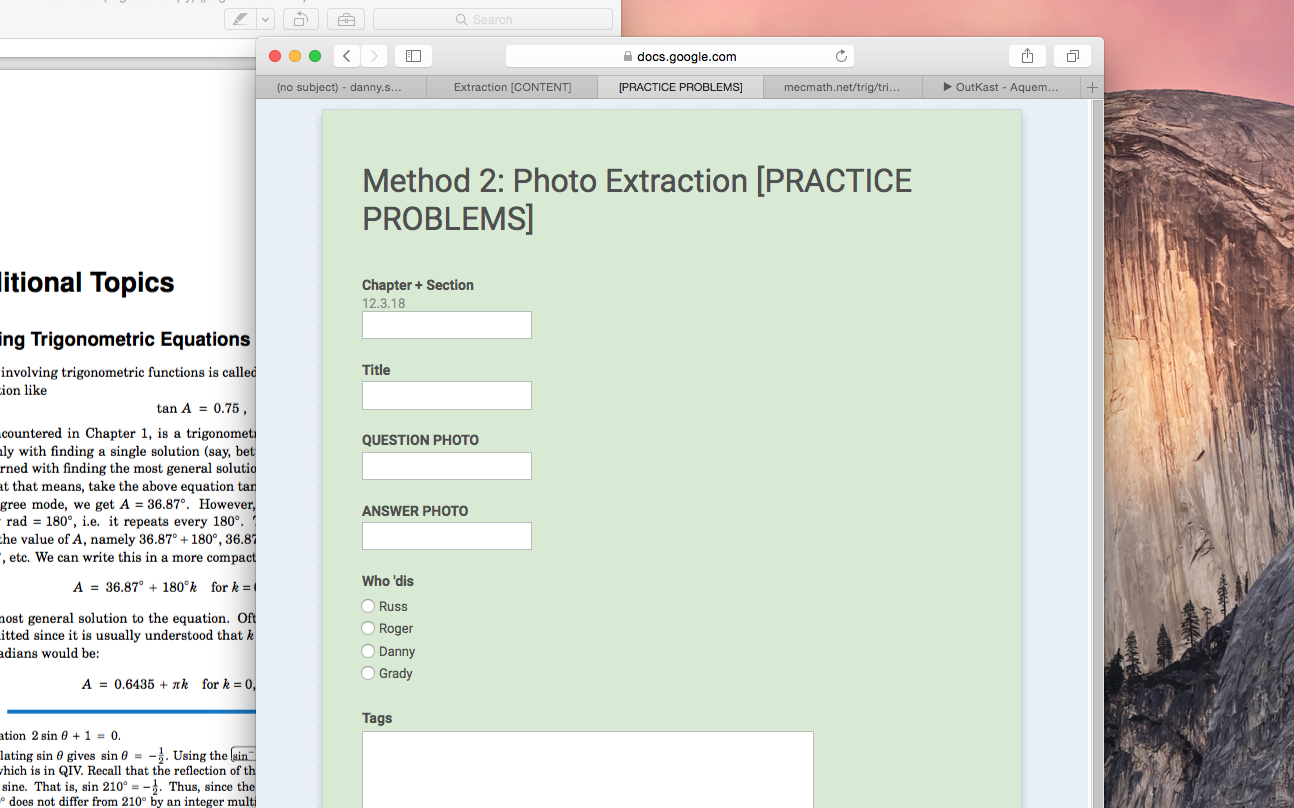 Search
docs.google.com
(no subject) - danny.s...
Extraction [CONTENT]
[PRACTICE PROBLEMS]
mecmath.net/trig/tri...
▶ OutKast - Aquem...
Method 2: Photo Extraction [PRACTICE
PROBLEMS]
Chapter + Section
12.3.18
Title
QUESTION PHOTO
ANSWER PHOTO
Who 'dis
Russ
Roger
Danny
Grady
Tags
litional Topics
ing Trigonometric Equations
involving trigonometric functions is called
tion like
tan A = 0.75 ,
ncountered in Chapter 1, is a trigonomet
nly with finding a single solution (say, bet
rned with finding the most general solutio
at that means, take the above equation tan
gree mode, we get A = 36.87°. However,
rad = 180°, i.e. it repeats every 180°.
the value of A, namely 36.87° + 180°, 36.87
, etc. We can write this in a more compact
A = 36.87° + 180°k for k = 
most general solution to the equation. Oft
itted since it is usually understood that k
adians would be:
A = 0.6435 + πk for k = 0,
ation 2 sin θ + 1 = 0.
lating sin θ gives sin θ = −½. Using the sin⁻
which is in QIV. Recall that the reflection of th
sine. That is, sin 210° = −½. Thus, since the
° does not differ from 210° by an integer multi